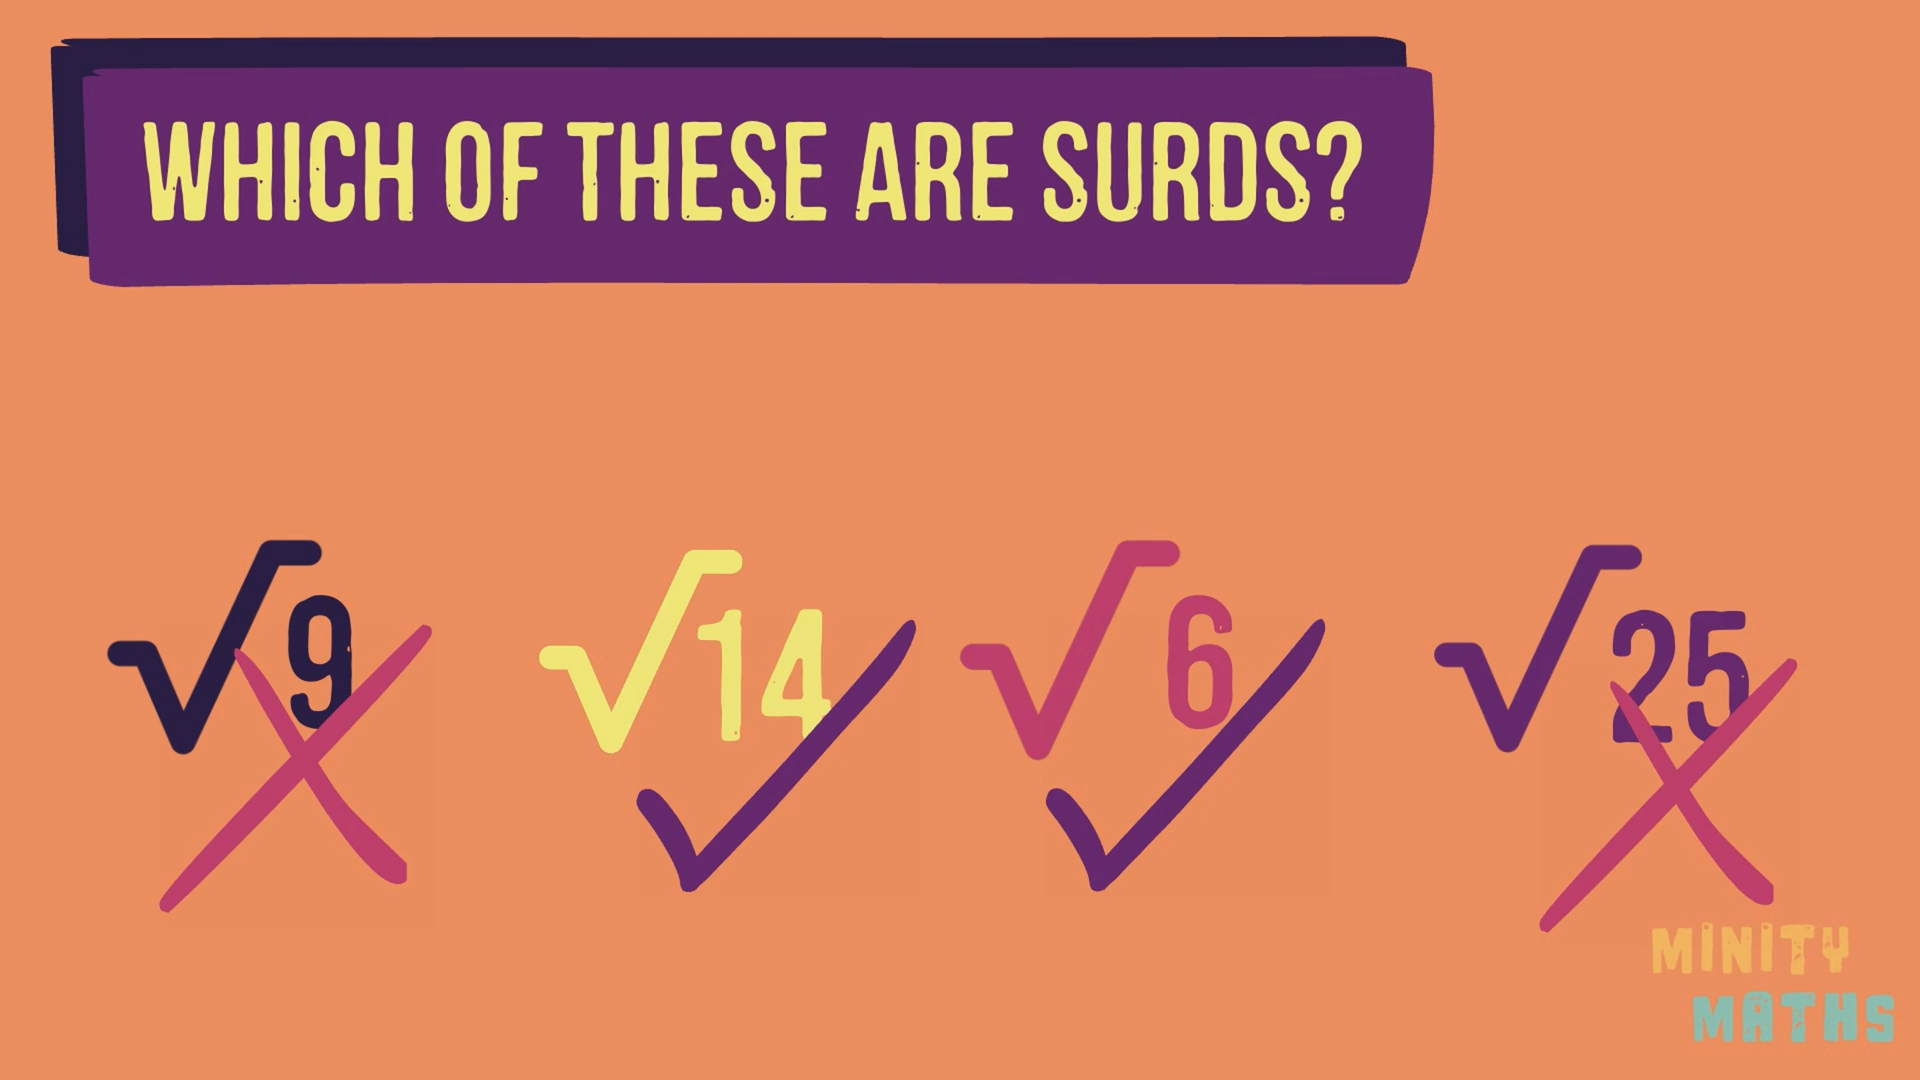 WHICH OF THESE ARE SURDS?
√9 √14 √6 √25
MINITY
MATHS